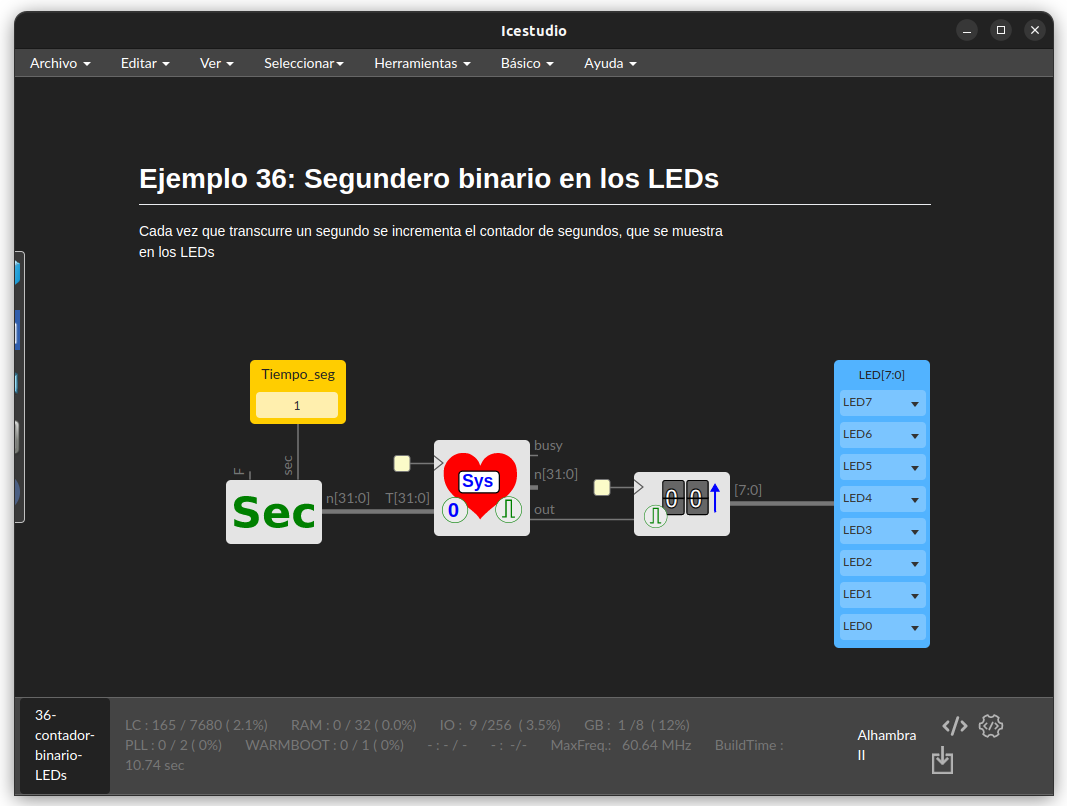 Icestudio
Archivo Editar Ver Seleccionar Herramientas Básico Ayuda
Ejemplo 36: Segundero binario en los LEDs
Cada vez que transcurre un segundo se incrementa el contador de segundos, que se muestra
en los LEDs
Tiempo_seg
1
F
sec
Sec
n[31:0]
T[31:0]
Sys
0
busy
n[31:0]
out
0 0
[7:0]
LED[7:0]
LED7
LED6
LED5
LED4
LED3
LED2
LED1
LED0
36-
contador-
binario-
LEDs
LC : 165 / 7680 ( 2.1%) RAM : 0 / 32 ( 0.0%) IO : 9 /256 ( 3.5%) GB : 1 /8 ( 12%)
PLL : 0 / 2 ( 0%) WARMBOOT : 0 / 1 ( 0%) - : - / - - : -/- MaxFreq.: 60.64 MHz BuildTime :
10.74 sec
Alhambra
II